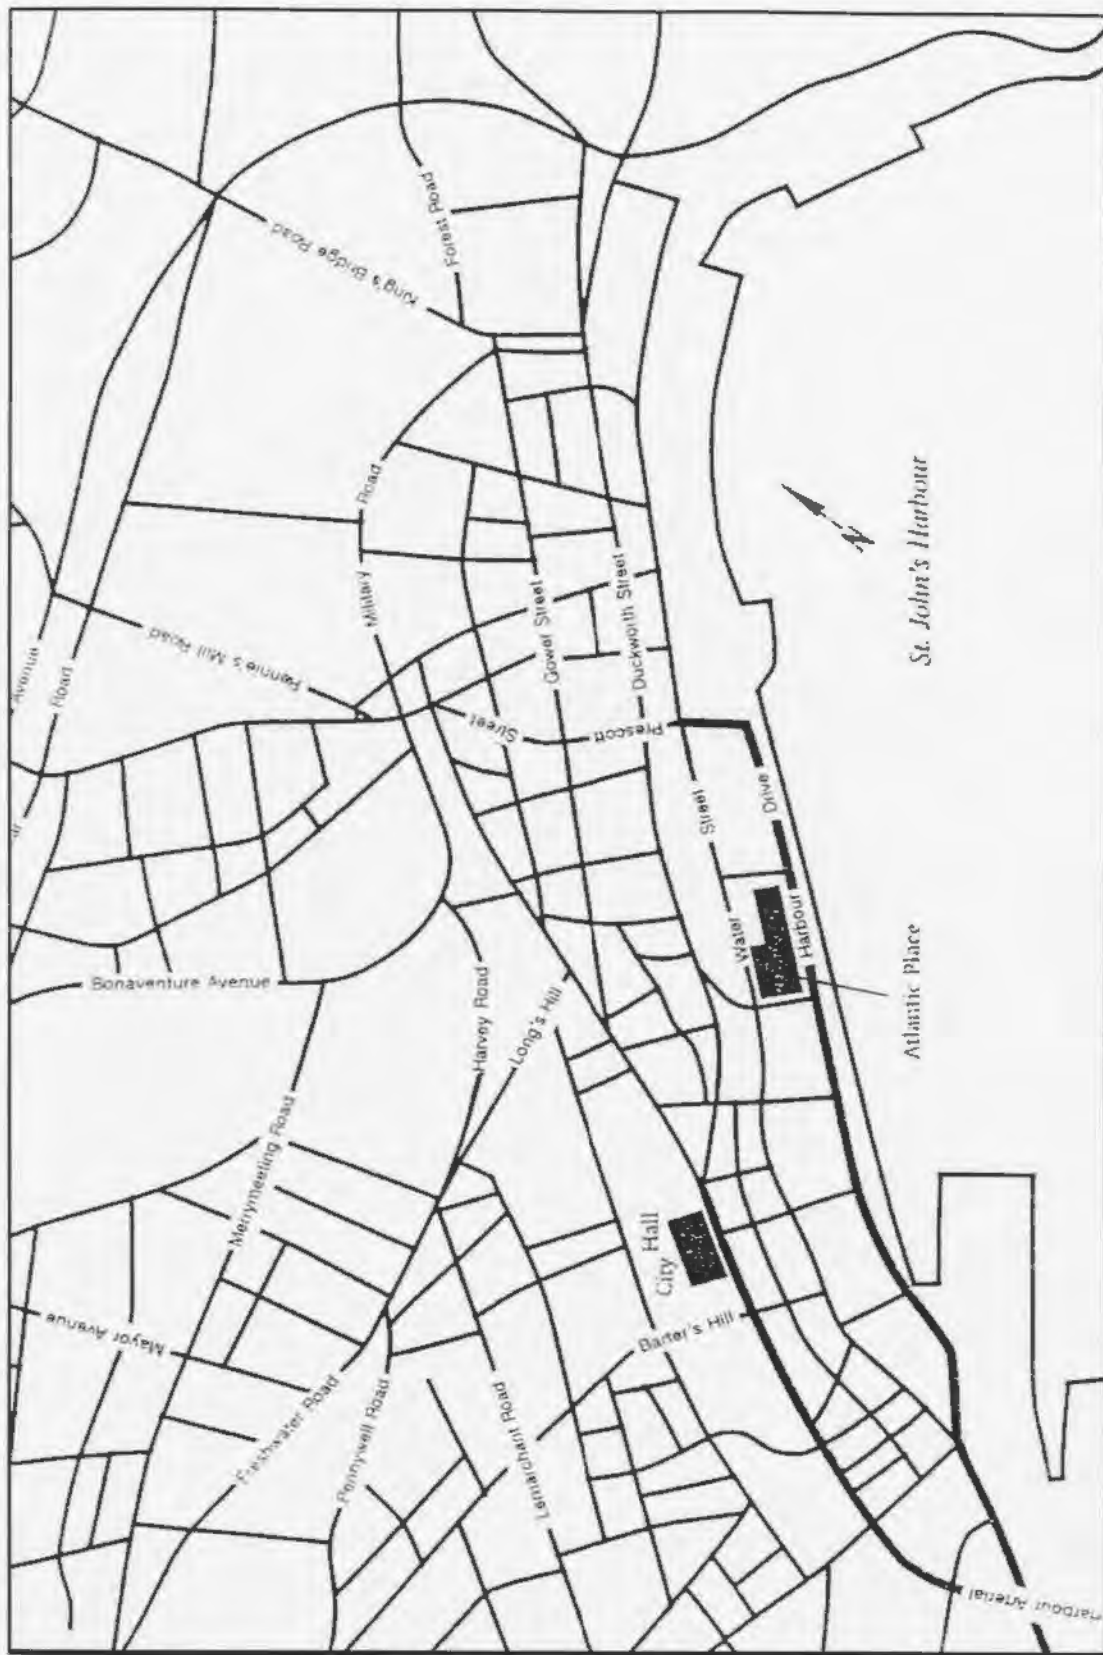 Forest Road
King's Bridge Road
Military Road
Rennie's Mill Road
Avenue
Road
Gower Street
Duckworth Street
Prescott Street
Water Street
Harbour Drive
St. John's Harbour
N
Atlantic Place
Bonaventure Avenue
Harvey Road
Long's Hill
Merrymeeting Road
City Hall
Barter's Hill
Mayor Avenue
Freshwater Road
Pennywell Road
Lemarchant Road
arbour Arterial